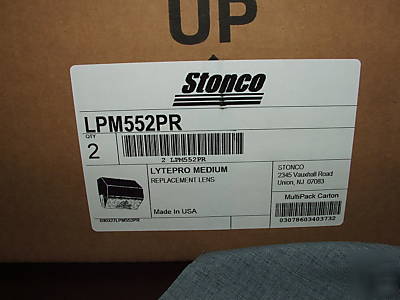 UP
Stonco
LPM552PR
QTY
2
2 LPM552PR
LYTEPRO MEDIUM
REPLACEMENT LENS
STONCO
2345 Vauxhall Road
Union, NJ 07083
Made In USA
MultiPack Carton
030327LPM552PR
03078603403732